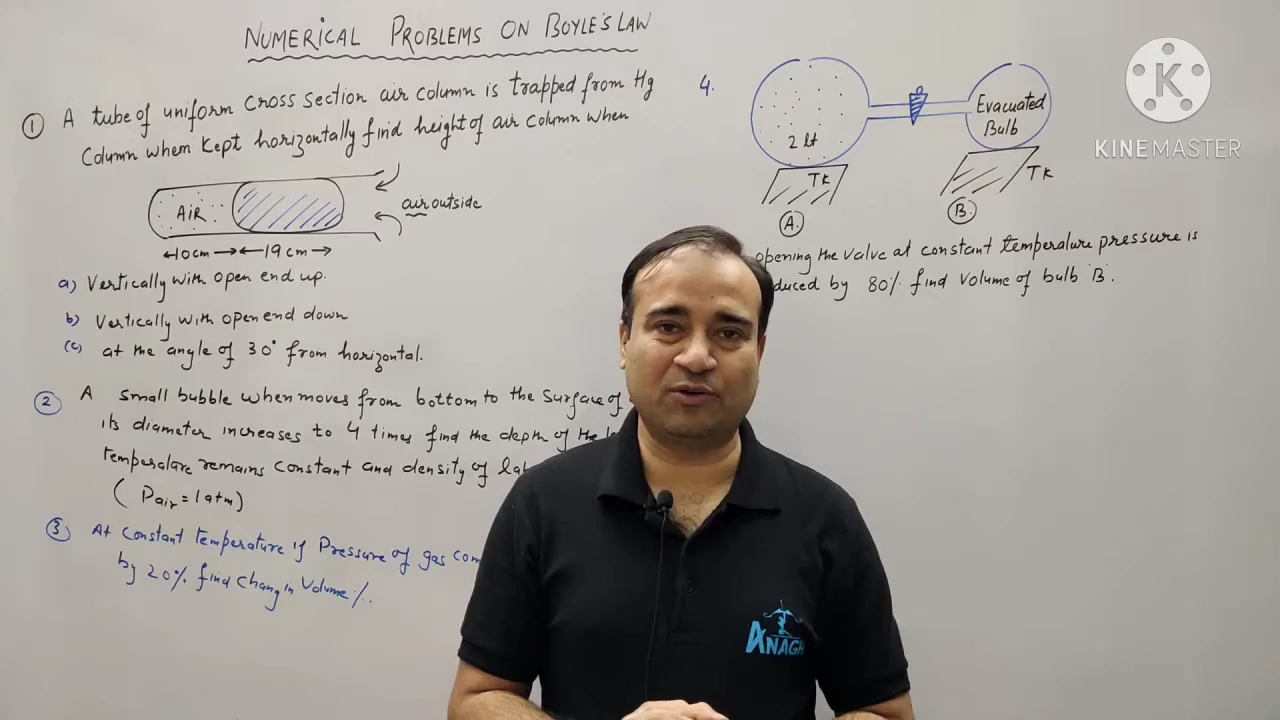 NUMERICAL PROBLEMS ON BOYLE'S LAW
① A tube of uniform cross section air column is trapped from Hg
Column when kept horizontally find height of air column when
AIR
air outside
10cm 19cm
a) Vertically with open end up.
b) Vertically with open end down
(c) at the angle of 30° from horizontal.
② A small bubble when moves from bottom to the surface of
its diameter increases to 4 times find the depth of the
temperature remains constant and density of
(Pair = 1atm)
③ At constant temperature if Pressure of gas
by 20% find chang in volume %.
4.
2 lt
Evacuated
Bulb
TK
TK
A.
B.
opening the valve at constant temperature pressure is
by 80% find volume of bulb 'B'.
K
KINEMASTER
ANAGH